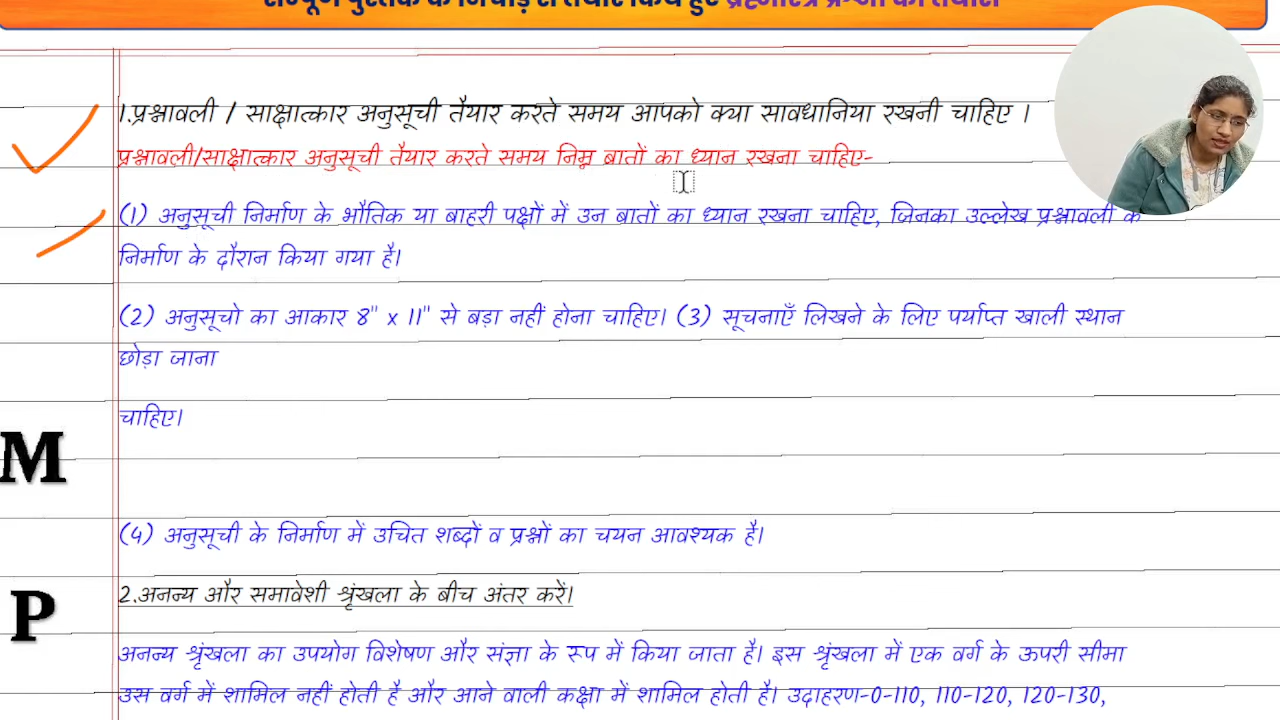 सम्पूर्ण पुस्तक के निचोड़ से तैयार किये हुए ब्रह्मास्त्र प्रश्नों की तैयारी
1.प्रश्नावली / साक्षात्कार अनुसूची तैयार करते समय आपको क्या सावधानिया रखनी चाहिए ।
प्रश्नावली/साक्षात्कार अनुसूची तैयार करते समय निम्न बातों का ध्यान रखना चाहिए-
(1) अनुसूची निर्माण के भौतिक या बाहरी पक्षों में उन बातों का ध्यान रखना चाहिए, जिनका उल्लेख प्रश्नावली के
निर्माण के दौरान किया गया है।
(2) अनुसूचो का आकार 8" x 11" से बड़ा नहीं होना चाहिए। (3) सूचनाएँ लिखने के लिए पर्याप्त खाली स्थान
छोड़ा जाना
चाहिए।
M
(4) अनुसूची के निर्माण में उचित शब्दों व प्रश्नों का चयन आवश्यक है।
2.अनन्य और समावेशी श्रृंखला के बीच अंतर करें।
P
अनन्य श्रृंखला का उपयोग विशेषण और संज्ञा के रूप में किया जाता है। इस श्रृंखला में एक वर्ग के ऊपरी सीमा
उस वर्ग में शामिल नहीं होती है और आने वाली कक्षा में शामिल होती है। उदाहरण-0-110, 110-120, 120-130,